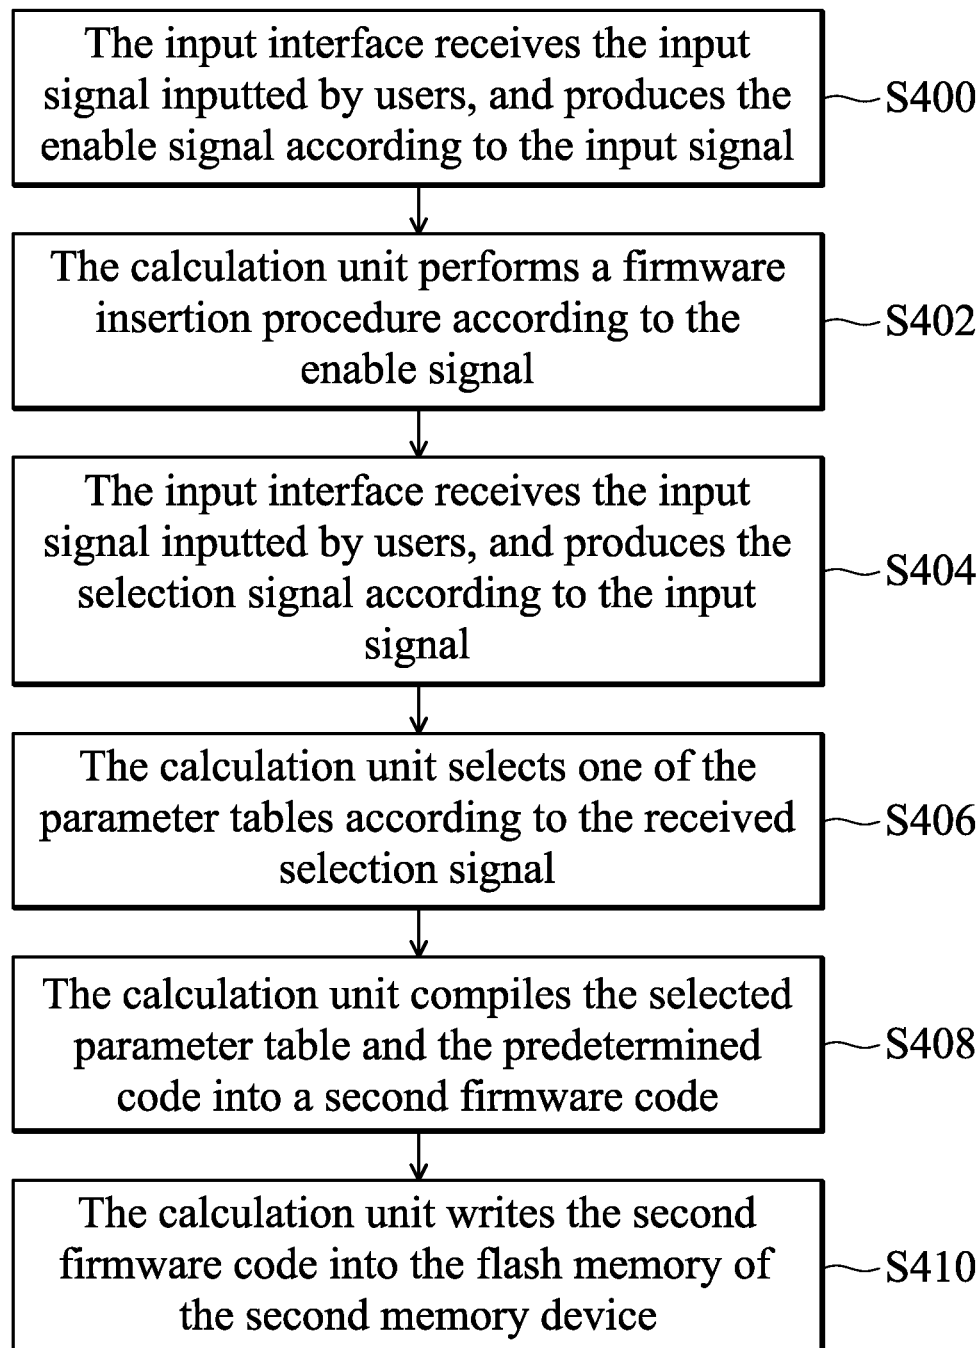 The input interface receives the input
signal inputted by users, and produces the
enable signal according to the input signal
S400
The calculation unit performs a firmware
insertion procedure according to the
enable signal
S402
The input interface receives the input
signal inputted by users, and produces the
selection signal according to the input
signal
S404
The calculation unit selects one of the
parameter tables according to the received
selection signal
S406
The calculation unit compiles the selected
parameter table and the predetermined
code into a second firmware code
S408
The calculation unit writes the second
firmware code into the flash memory of
the second memory device
S410